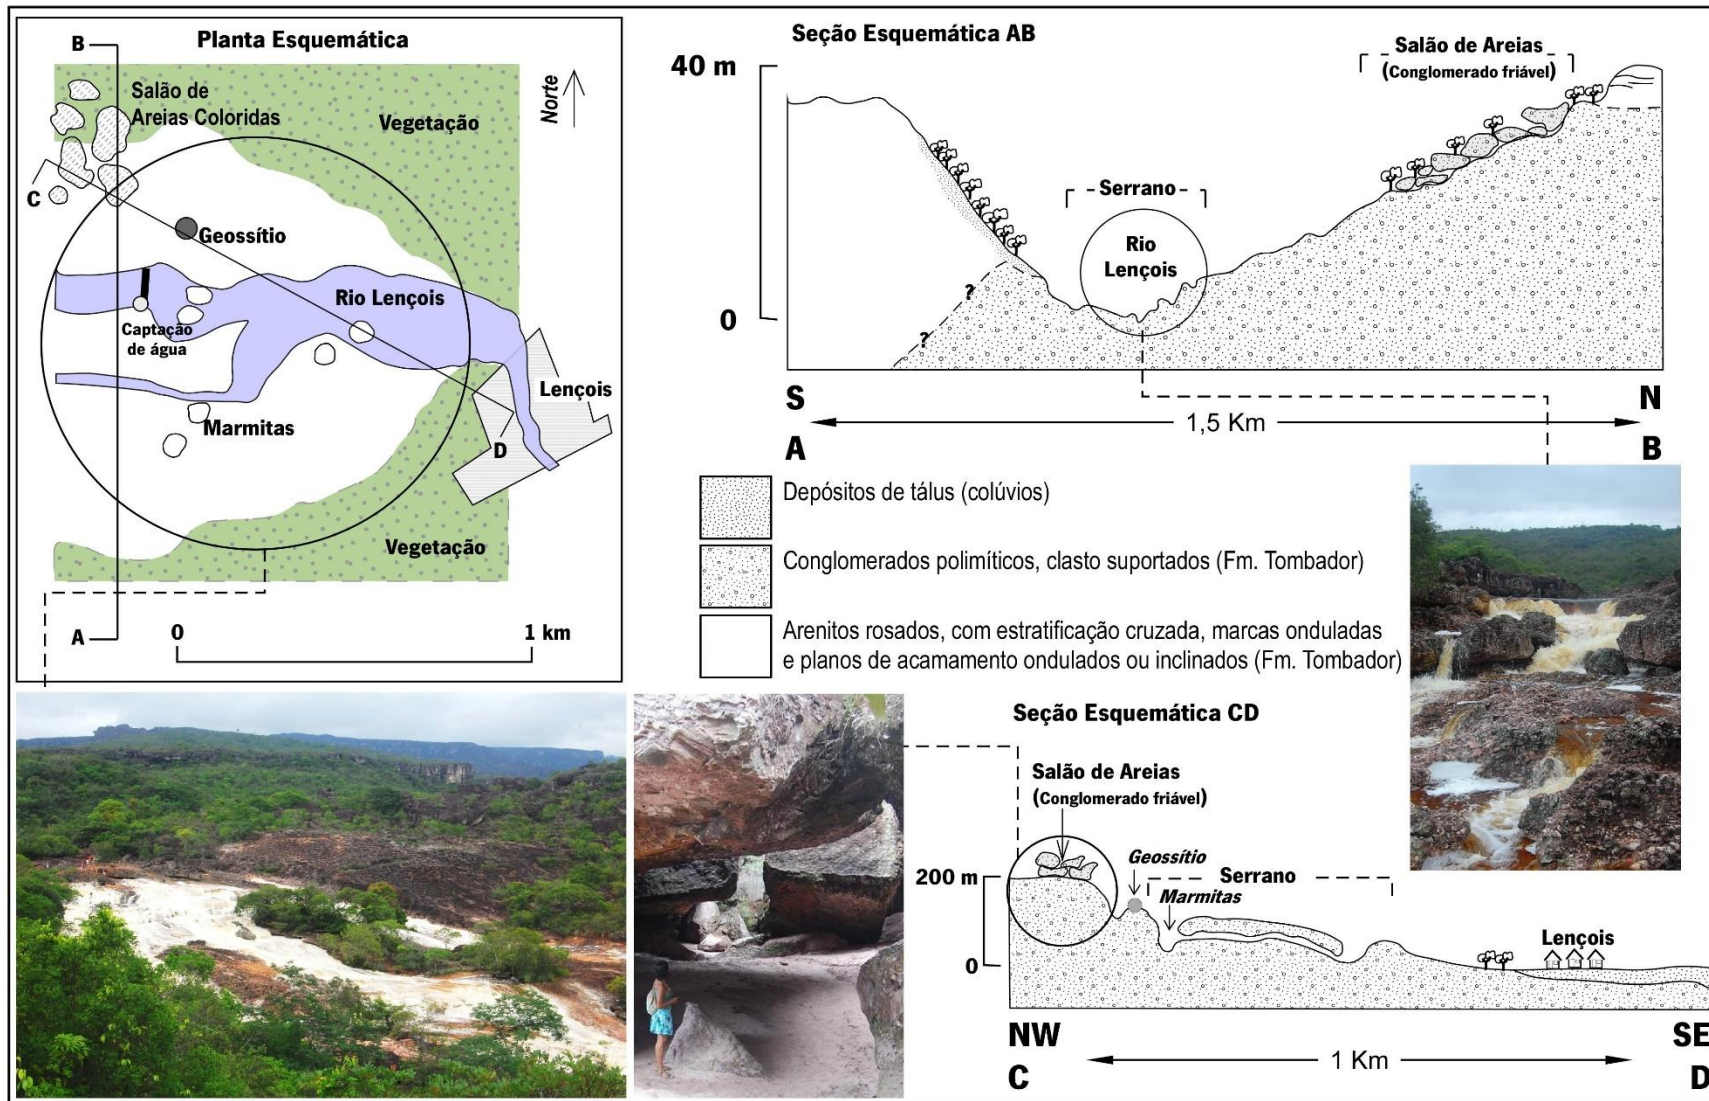 Planta Esquemática
B
Salão de
Areias Coloridas
Vegetação
Norte
C
Geossítio
Rio Lençois
Captação
de água
Marmitas
Lençois
D
Vegetação
A
0
1 km
Seção Esquemática AB
40 m
0
Salão de Areias
(Conglomerado friável)
Serrano
Rio
Lençois
?
?
S
N
A
1,5 Km
B
Depósitos de tálus (colúvios)
Conglomerados polimíticos, clasto suportados (Fm. Tombador)
Arenitos rosados, com estratificação cruzada, marcas onduladas
e planos de acamamento ondulados ou inclinados (Fm. Tombador)
Seção Esquemática CD
Salão de Areias
(Conglomerado friável)
200 m
0
Geossítio
Serrano
Marmitas
Lençois
NW
SE
C
1 Km
D